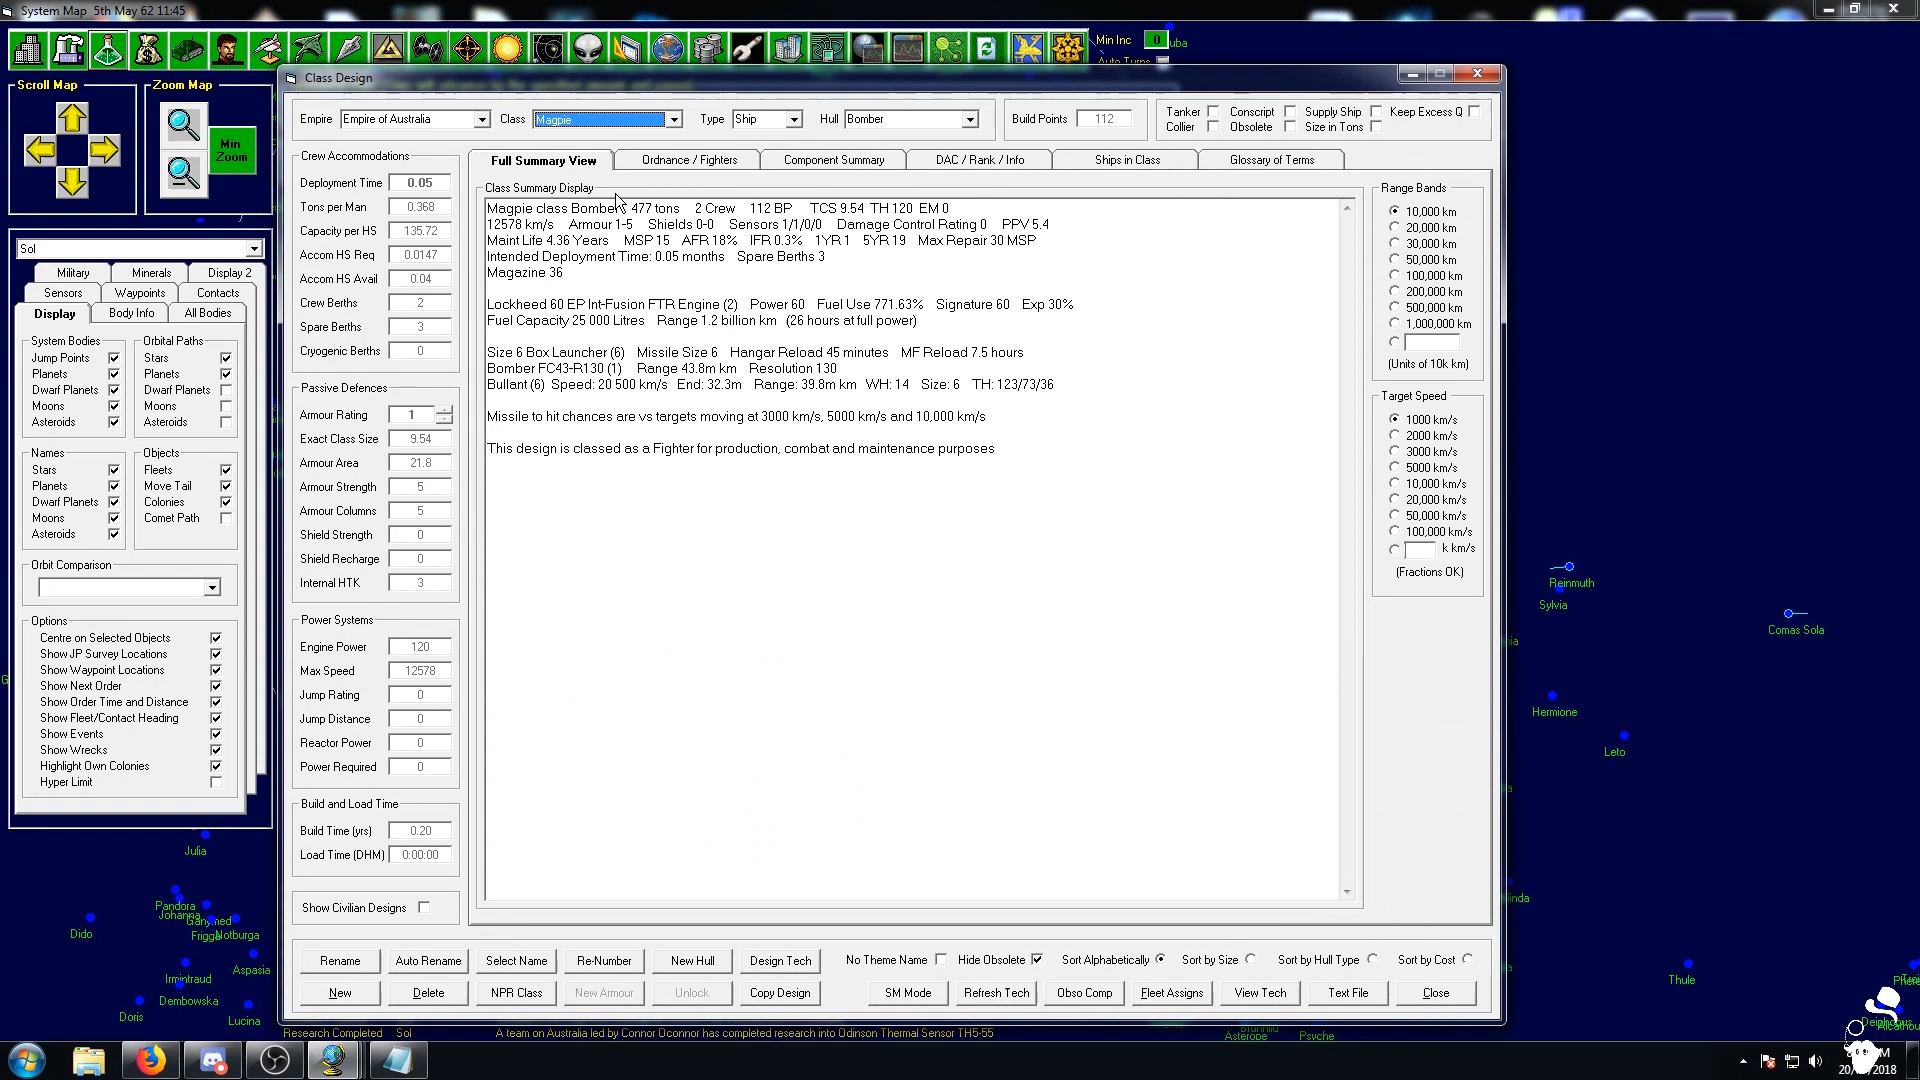 System Map   5th May 62 11:45
Min Inc 0 uba
Auto Turns
Scroll Map
Zoom Map
Min
Zoom
Class Design
Empire Empire of Australia Class Magpie Type Ship Hull Bomber Build Points 112
Tanker Conscript Supply Ship Keep Excess Q
Collier Obsolete Size in Tons
Full Summary View Ordnance / Fighters Component Summary DAC / Rank / Info Ships in Class Glossary of Terms
Crew Accommodations
Deployment Time 0.05
Tons per Man 0.368
Capacity per HS 135.72
Accom HS Req 0.0147
Accom HS Avail 0.04
Crew Berths 2
Spare Berths 3
Cryogenic Berths 0
Passive Defences
Armour Rating 1
Exact Class Size 9.54
Armour Area 21.8
Armour Strength 5
Armour Columns 5
Shield Strength 0
Shield Recharge 0
Internal HTK 3
Power Systems
Engine Power 120
Max Speed 12578
Jump Rating 0
Jump Distance 0
Reactor Power 0
Power Required 0
Build and Load Time
Build Time (yrs) 0.20
Load Time (DHM) 0:00:00
Show Civilian Designs
Class Summary Display
Magpie class Bomber 477 tons 2 Crew 112 BP TCS 9.54 TH 120 EM 0
12578 km/s Armour 1-5 Shields 0-0 Sensors 1/1/0/0 Damage Control Rating 0 PPV 5.4
Maint Life 4.36 Years MSP 15 AFR 18% IFR 0.3% 1YR 1 5YR 19 Max Repair 30 MSP
Intended Deployment Time: 0.05 months Spare Berths 3
Magazine 36
Lockheed 60 EP Int-Fusion FTR Engine (2) Power 60 Fuel Use 771.63% Signature 60 Exp 30%
Fuel Capacity 25 000 Litres Range 1.2 billion km (26 hours at full power)
Size 6 Box Launcher (6) Missile Size 6 Hangar Reload 45 minutes MF Reload 7.5 hours
Bomber FC43-R130 (1) Range 43.8m km Resolution 130
Bullant (6) Speed: 20 500 km/s End: 32.3m Range: 39.8m km WH: 14 Size: 6 TH: 123/73/36
Missile to hit chances are vs targets moving at 3000 km/s, 5000 km/s and 10,000 km/s
This design is classed as a Fighter for production, combat and maintenance purposes
Range Bands
10,000 km
20,000 km
30,000 km
50,000 km
100,000 km
200,000 km
500,000 km
1,000,000 km
(Units of 10k km)
Target Speed
1000 km/s
2000 km/s
3000 km/s
5000 km/s
10,000 km/s
20,000 km/s
50,000 km/s
100,000 km/s
k km/s
(Fractions OK)
Rename Auto Rename Select Name Re-Number New Hull Design Tech No Theme Name Hide Obsolete Sort Alphabetically Sort by Size Sort by Hull Type Sort by Cost
New Delete NPR Class New Armour Unlock Copy Design SM Mode Refresh Tech Obso Comp Fleet Assigns View Tech Text File Close
Sol
Military Minerals Display 2
Sensors Waypoints Contacts
Display Body Info All Bodies
System Bodies
Jump Points
Planets
Dwarf Planets
Moons
Asteroids
Orbital Paths
Stars
Planets
Dwarf Planets
Moons
Asteroids
Names
Stars
Planets
Dwarf Planets
Moons
Asteroids
Objects
Fleets
Move Tail
Colonies
Comet Path
Orbit Comparison
Options
Centre on Selected Objects
Show JP Survey Locations
Show Waypoint Locations
Show Next Order
Show Order Time and Distance
Show Fleet/Contact Heading
Show Events
Show Wrecks
Highlight Own Colonies
Hyper Limit
Julia
Pandora
Johanna
Ganymed
Dido
Frigga
Notburga
Irmintraud
Aspasia
Dembowska
Doris
Lucina
Reinmuth
Sylvia
Comas Sola
Hermione
Leto
linda
Thule
Deiphobus
Research Completed Sol A team on Australia led by Connor Oconnor has completed research into Odinson Thermal Sensor TH5-55
Asterope Psyche